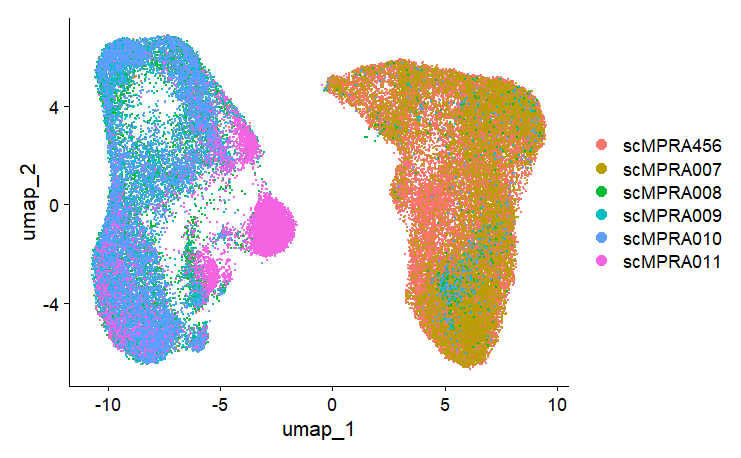 umap_2
4
0
-4
-10
-5
0
5
10
umap_1
scMPRA456
scMPRA007
scMPRA008
scMPRA009
scMPRA010
scMPRA011